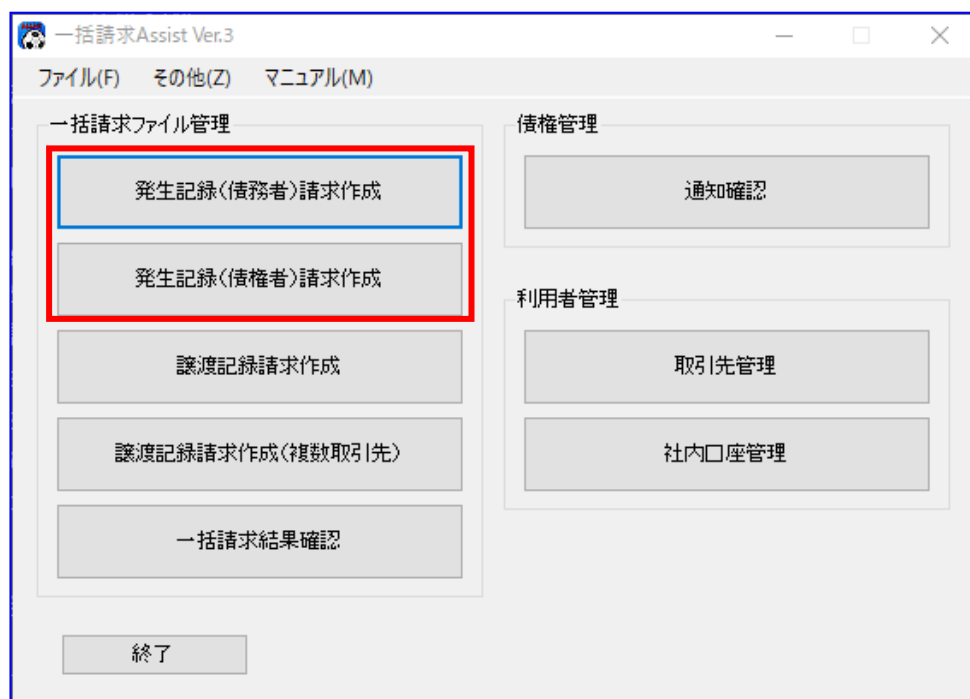 一括請求Assist Ver.3
ファイル(F) その他(Z) マニュアル(M)
一括請求ファイル管理
発生記録(債務者)請求作成
発生記録(債権者)請求作成
譲渡記録請求作成
譲渡記録請求作成(複数取引先)
一括請求結果確認
債権管理
通知確認
利用者管理
取引先管理
社内口座管理
終了